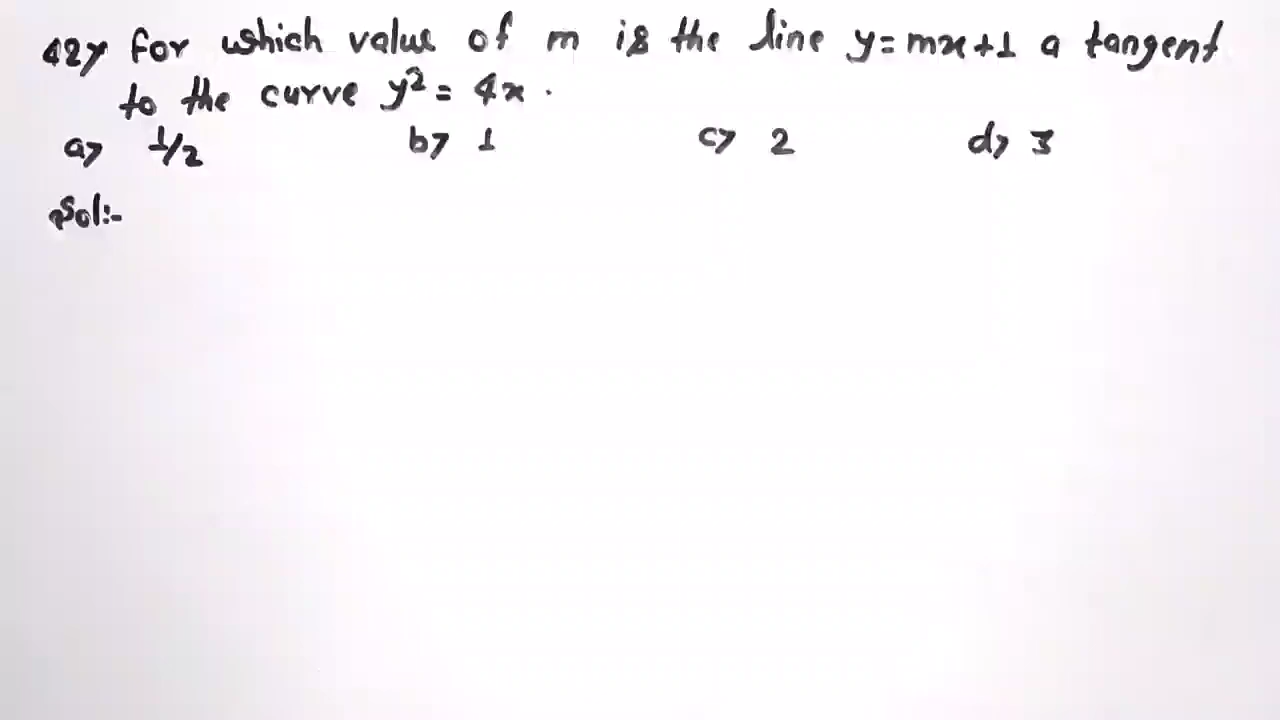 42> for which value of m is the line y=mx+1 a tangent
to the curve y²= 4x .
a> 1/2 b> 1 c> 2 d> 3
Sol:-